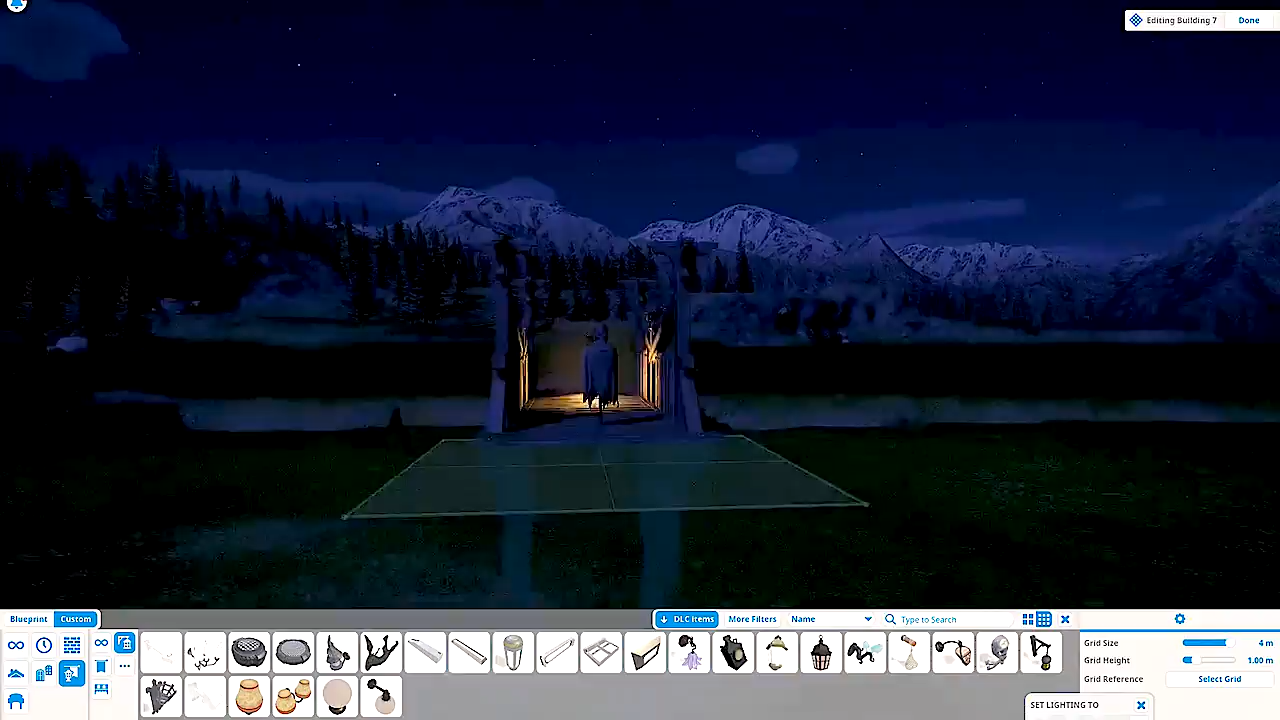 Editing Building 7 Done
Blueprint Custom
DLC Items More Filters Name Type to Search
Grid Size 4 m
Grid Height 1.00 m
Grid Reference Select Grid
SET LIGHTING TO